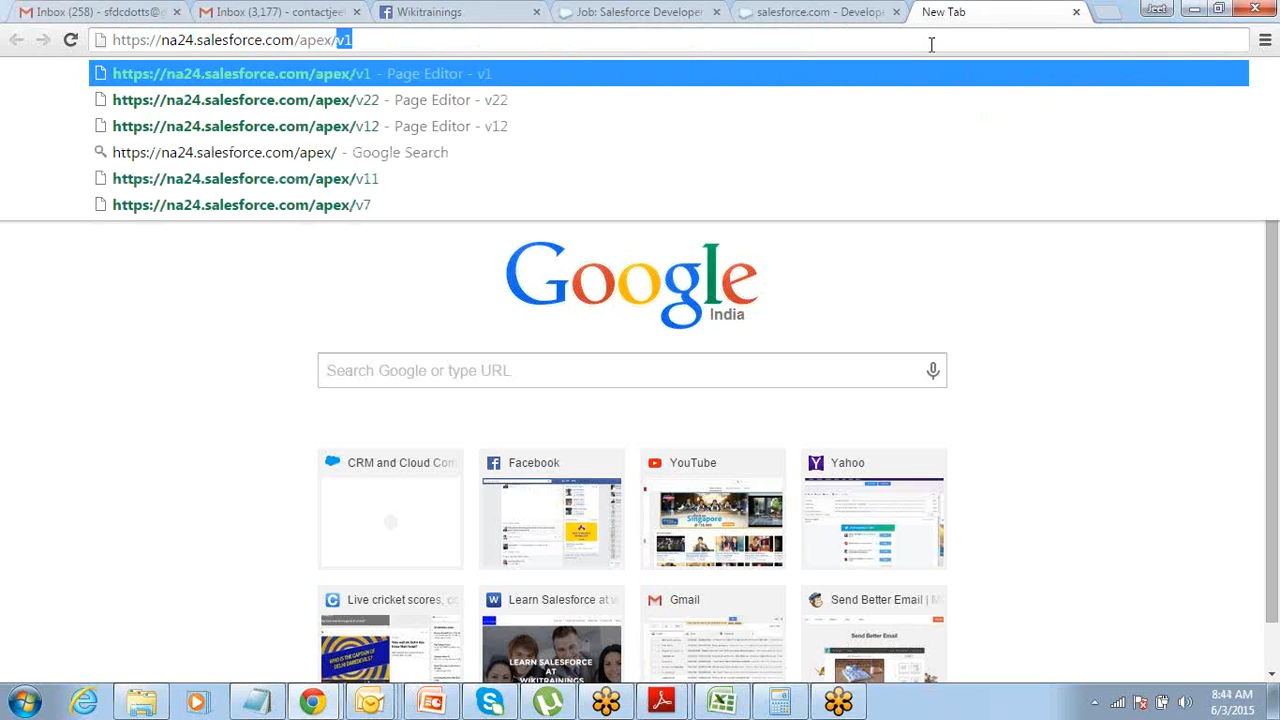 Inbox (258) - sfdcdotts@g
Inbox (3,177) - contactjee
Wikitrainings
Job: Salesforce Developer
salesforce.com - Develope
New Tab
Jeet
https://na24.salesforce.com/apex/v1
https://na24.salesforce.com/apex/v1 - Page Editor - v1
https://na24.salesforce.com/apex/v22 - Page Editor - v22
https://na24.salesforce.com/apex/v12 - Page Editor - v12
https://na24.salesforce.com/apex/ - Google Search
https://na24.salesforce.com/apex/v11
https://na24.salesforce.com/apex/v7
Google
India
Search Google or type URL
CRM and Cloud Com
Facebook
YouTube
Yahoo
Singapore
Live cricket scores, c
Learn Salesforce at w
Gmail
Send Better Email | M
Send Better Email
LEARN SALESFORCE
AT
WIKITRAININGS
8:44 AM
6/3/2015